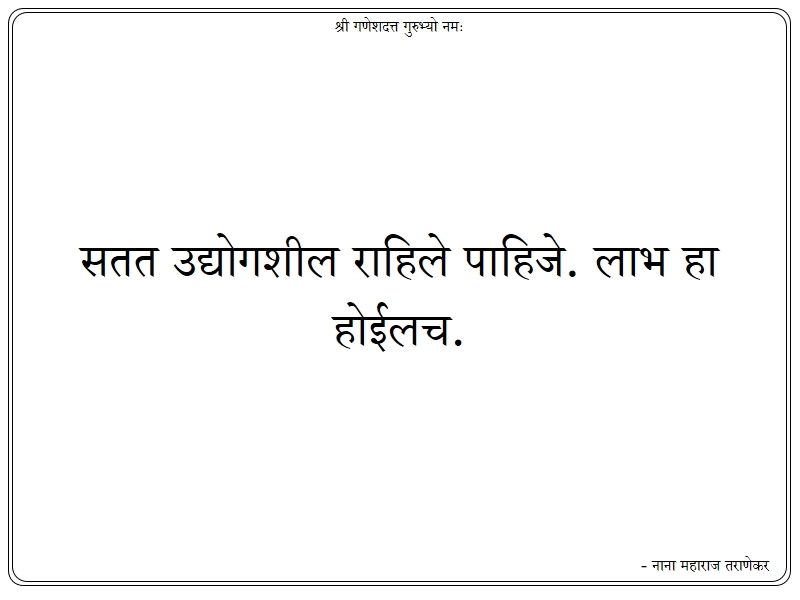 श्री गणेशदत्त गुरुभ्यो नमः
सतत उद्योगशील राहिले पाहिजे. लाभ हा
होईलच.
- नाना महाराज तराणेकर